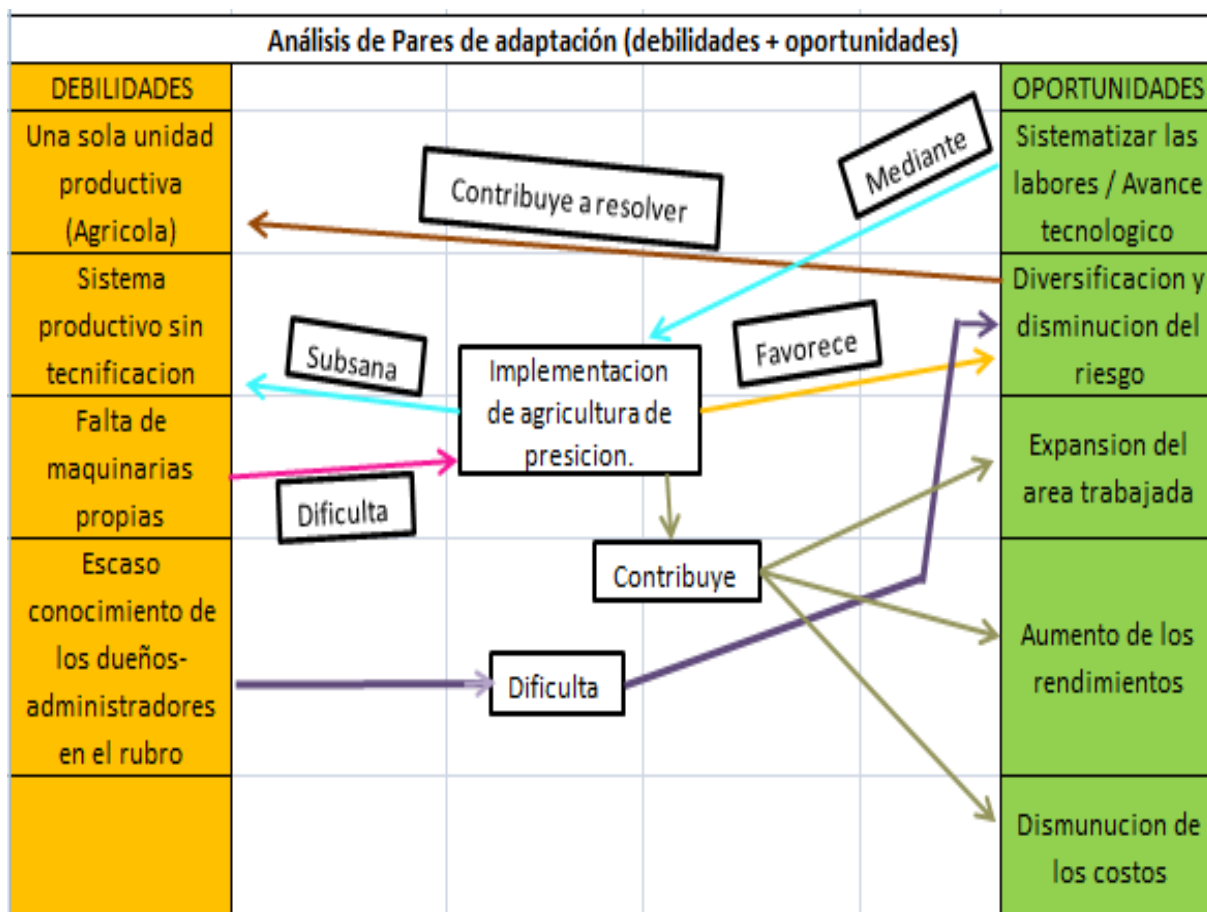 Análisis de Pares de adaptación (debilidades + oportunidades)
DEBILIDADES
Una sola unidad
productiva
(Agricola)
Sistema
productivo sin
tecnificacion
Falta de
maquinarias
propias
Escaso
conocimiento de
los dueños-
administradores
en el rubro
Contribuye a resolver
Mediante
Subsana
Implementacion
de agricultura de
presicion.
Favorece
Dificulta
Contribuye
Dificulta
OPORTUNIDADES
Sistematizar las
labores / Avance
tecnologico
Diversificacion y
disminucion del
riesgo
Expansion del
area trabajada
Aumento de los
rendimientos
Dismunucion de
los costos